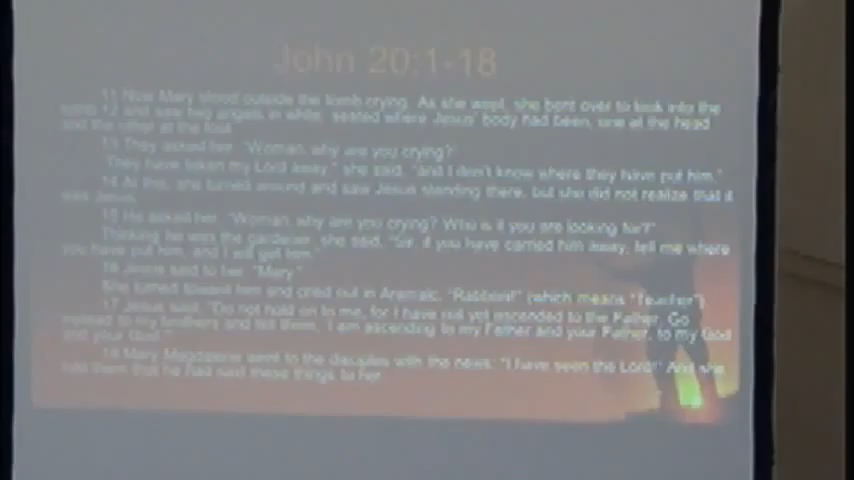 John 20:1-18
11 Now Mary stood outside the tomb crying. As she wept, she bent over to look into the
tomb 12 and saw two angels in white, seated where Jesus' body had been, one at the head
and the other at the foot.
13 They asked her, "Woman, why are you crying?"
"They have taken my Lord away," she said, "and I don't know where they have put him."
14 At this, she turned around and saw Jesus standing there, but she did not realize that it
was Jesus.
15 He asked her, "Woman, why are you crying? Who is it you are looking for?"
Thinking he was the gardener, she said, "Sir, if you have carried him away, tell me where
you have put him, and I will get him."
16 Jesus said to her, "Mary."
She turned toward him and cried out in Aramaic, "Rabboni!" (which means "Teacher").
17 Jesus said, "Do not hold on to me, for I have not yet ascended to the Father. Go
instead to my brothers and tell them, 'I am ascending to my Father and your Father, to my God
and your God.'"
18 Mary Magdalene went to the disciples with the news: "I have seen the Lord!" And she
told them that he had said these things to her.